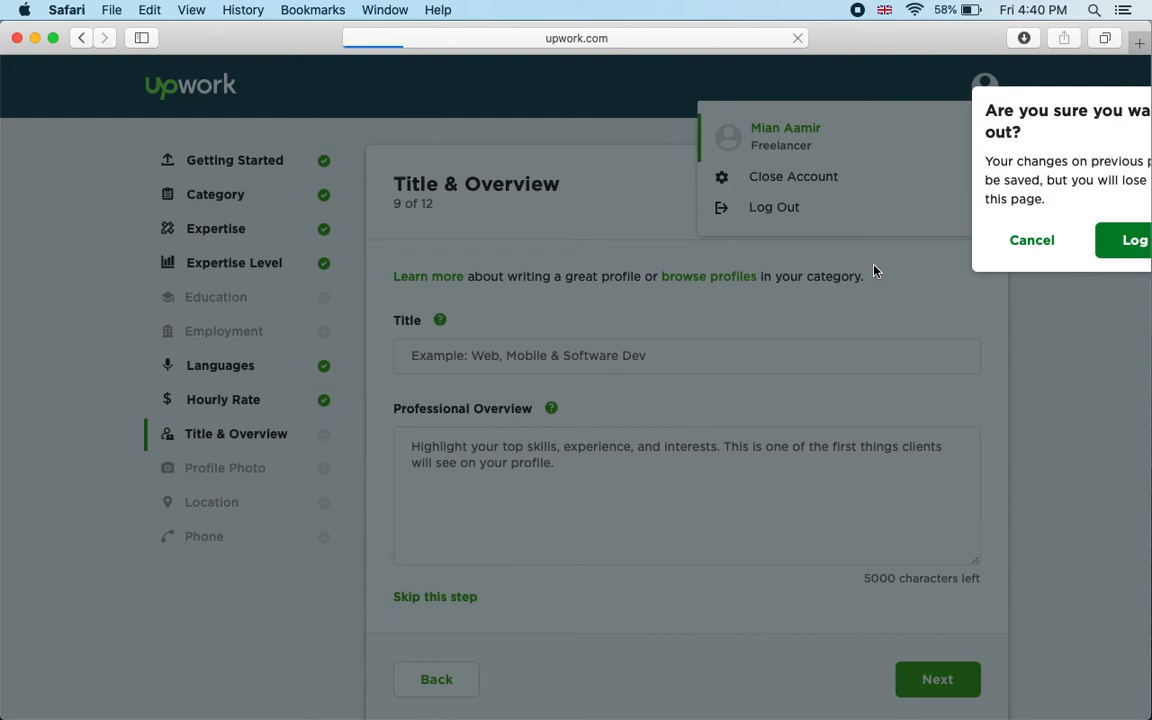 Safari File Edit View History Bookmarks Window Help 58% Fri 4:40 PM
upwork.com
upwork
Mian Aamir
Freelancer
Close Account
Log Out
Are you sure you wa
out?
Your changes on previous p
be saved, but you will lose
this page.
Cancel Log
Getting Started
Category
Expertise
Expertise Level
Education
Employment
Languages
Hourly Rate
Title & Overview
Profile Photo
Location
Phone
Title & Overview
9 of 12
Learn more about writing a great profile or browse profiles in your category.
Title ?
Example: Web, Mobile & Software Dev
Professional Overview ?
Highlight your top skills, experience, and interests. This is one of the first things clients
will see on your profile.
5000 characters left
Skip this step
Back Next